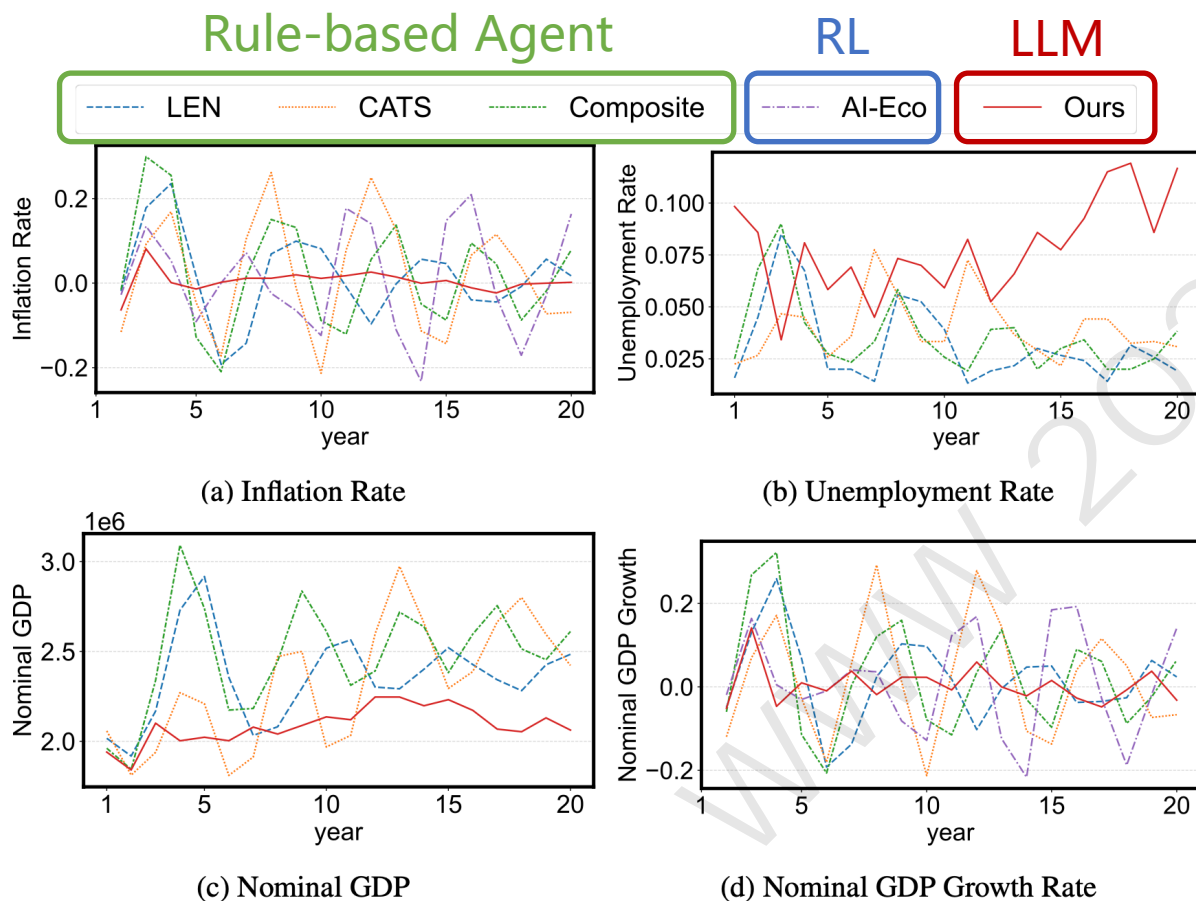 Rule-based Agent RL LLM
LEN CATS Composite AI-Eco Ours
Inflation Rate
0.2
0.0
−0.2
1 5 10 15 20
year
(a) Inflation Rate
Unemployment Rate
0.100
0.075
0.050
0.025
1 5 10 15 20
year
(b) Unemployment Rate
1e6
Nominal GDP
3.0
2.5
2.0
1 5 10 15 20
year
(c) Nominal GDP
Nominal GDP Growth
0.2
0.0
−0.2
1 5 10 15 20
year
(d) Nominal GDP Growth Rate
WWW